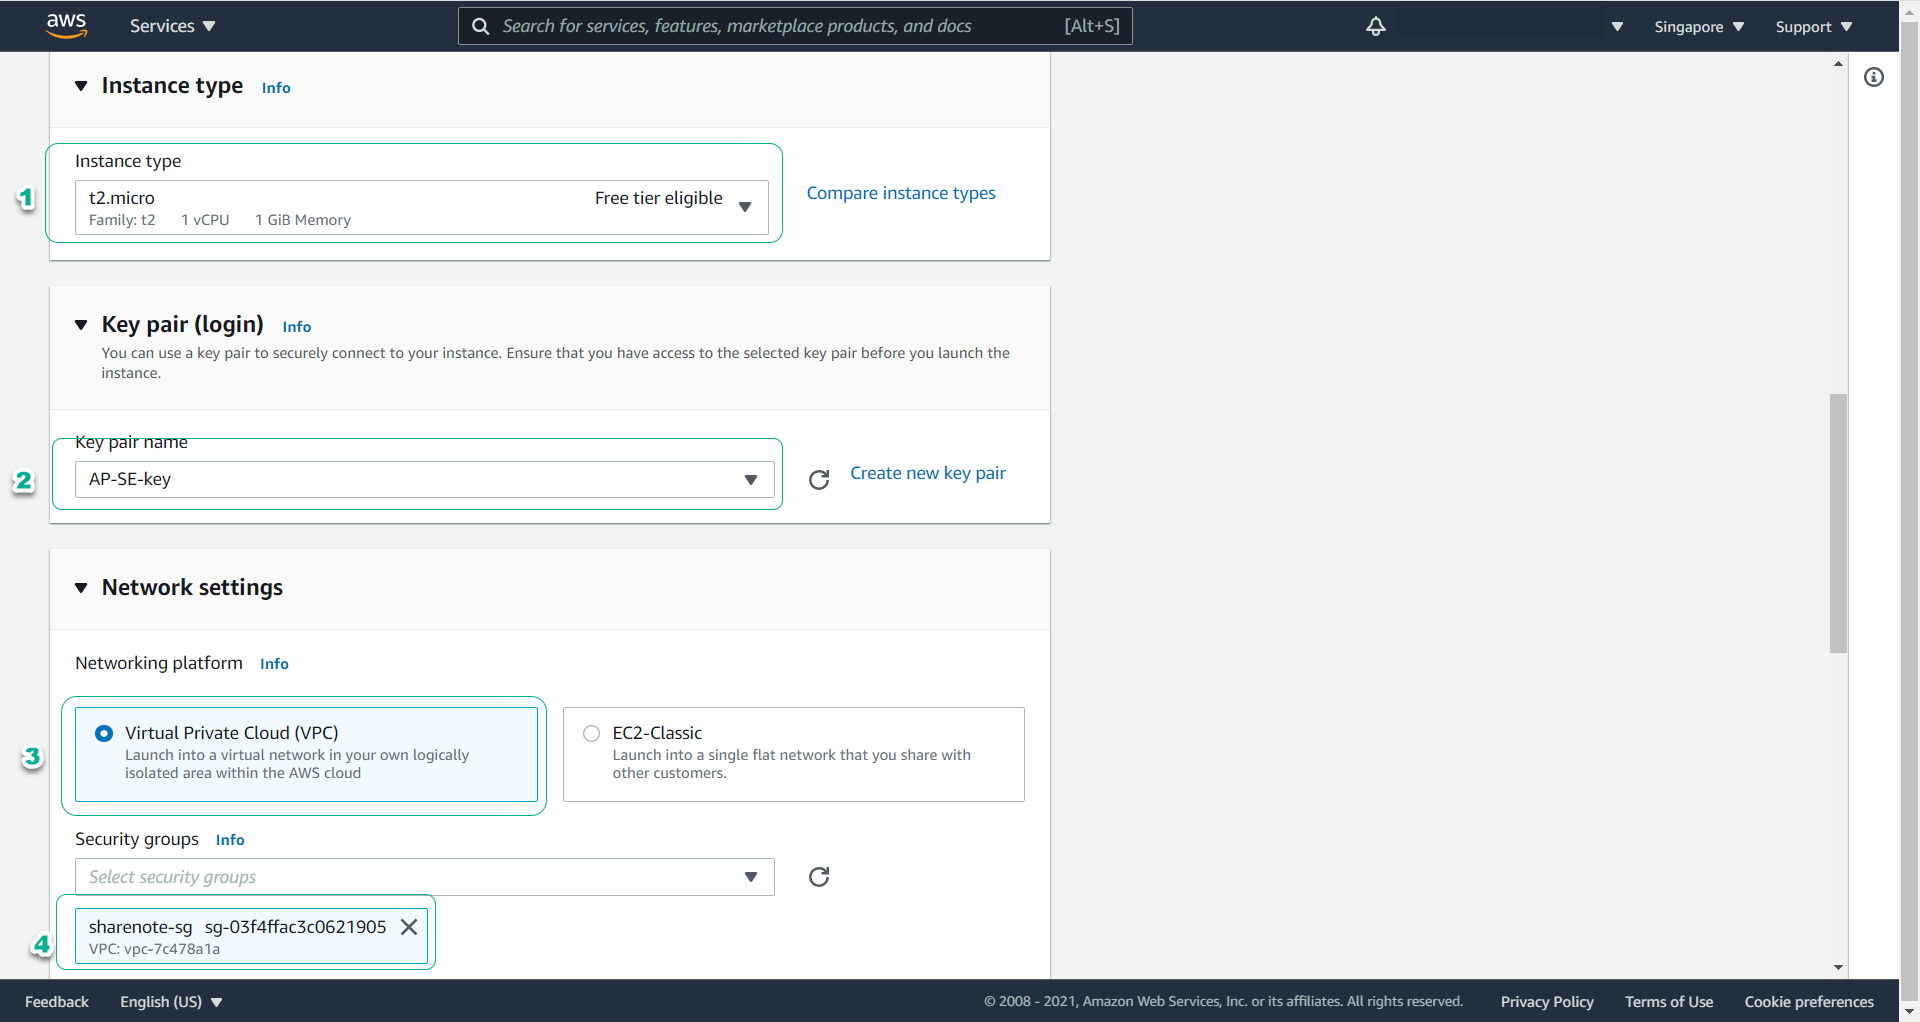 aws
Services
Search for services, features, marketplace products, and docs [Alt+S]
Singapore
Support
Instance type Info
1
Instance type
t2.micro Free tier eligible
Family: t2 1 vCPU 1 GiB Memory
Compare instance types
Key pair (login) Info
You can use a key pair to securely connect to your instance. Ensure that you have access to the selected key pair before you launch the
instance.
2
Key pair name
AP-SE-key
Create new key pair
Network settings
Networking platform Info
3
Virtual Private Cloud (VPC)
Launch into a virtual network in your own logically
isolated area within the AWS cloud
EC2-Classic
Launch into a single flat network that you share with
other customers.
Security groups Info
Select security groups
4
sharenote-sg sg-03f4ffac3c0621905
VPC: vpc-7c478a1a
Feedback
English (US)
© 2008 - 2021, Amazon Web Services, Inc. or its affiliates. All rights reserved.
Privacy Policy
Terms of Use
Cookie preferences